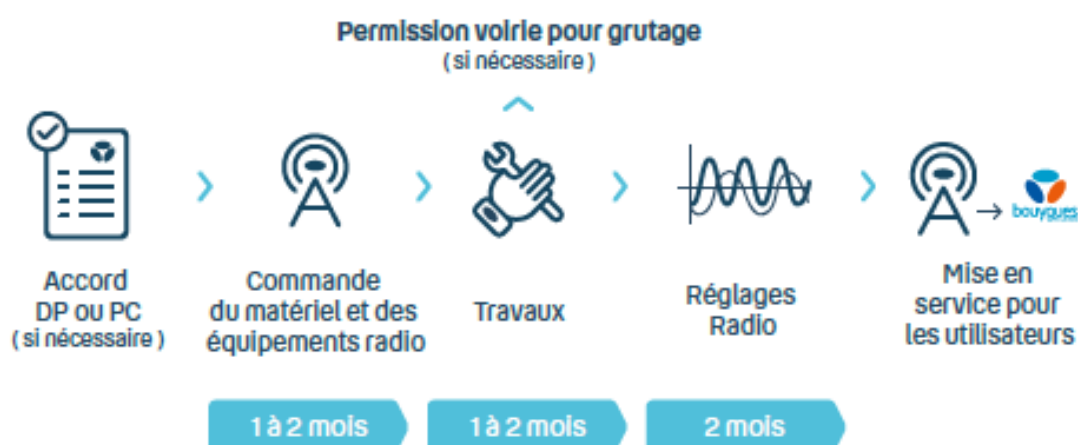 Permission voirie pour grutage
( si nécessaire )
Accord
DP ou PC
( si nécessaire )
Commande
du matériel et des
équipements radio
Travaux
Réglages
Radio
bouygues
Mise en
service pour
les utilisateurs
1 à 2 mois
1 à 2 mois
2 mois